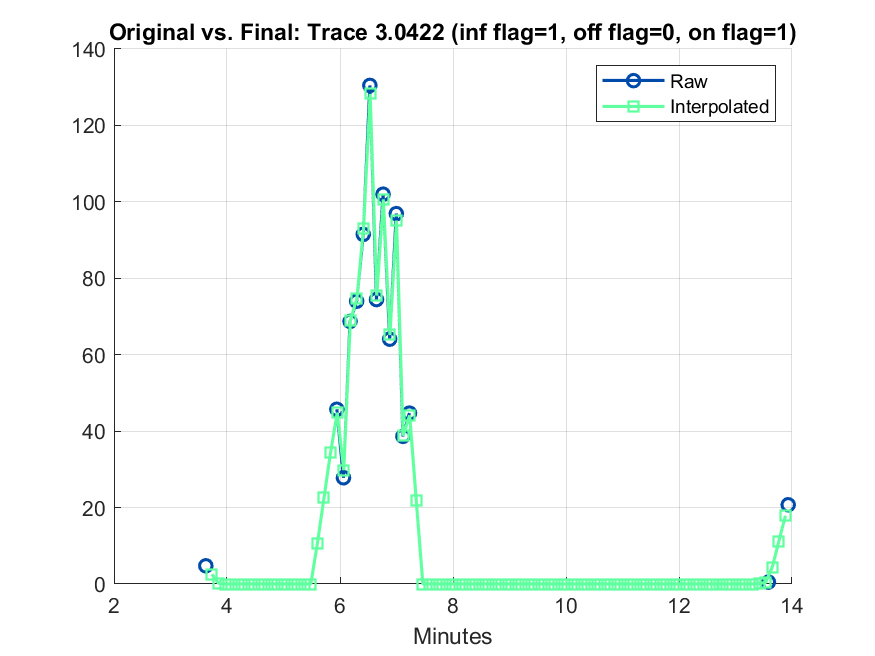 Original vs. Final: Trace 3.0422 (inf flag=1, off flag=0, on flag=1)
140
120
100
80
60
40
20
0
Raw
Interpolated
2 4 6 8 10 12 14
Minutes